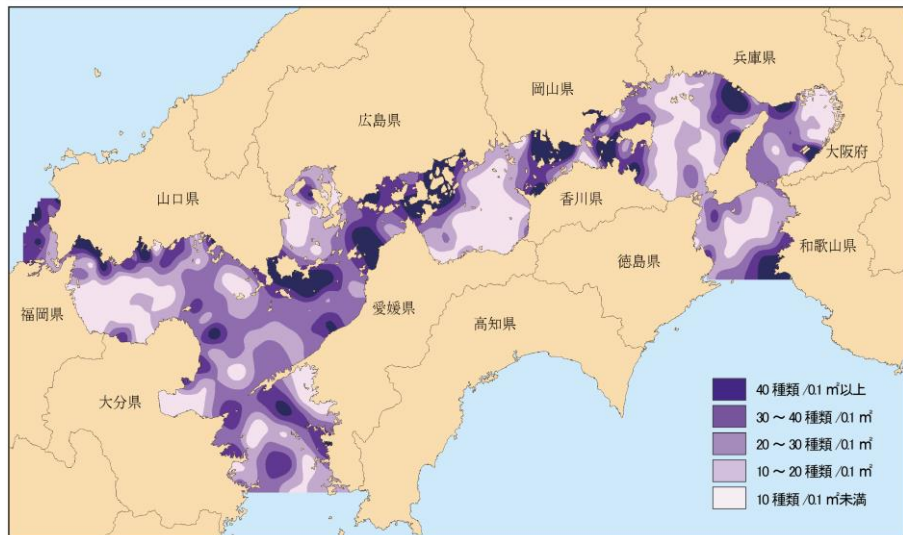 兵庫県
岡山県
広島県
大阪府
山口県
香川県
和歌山県
徳島県
福岡県
愛媛県
高知県
大分県
40 種類 /0.1 ㎡以上
30 ～ 40 種類 /0.1 ㎡
20 ～ 30 種類 /0.1 ㎡
10 ～ 20 種類 /0.1 ㎡
10 種類 /0.1 ㎡未満